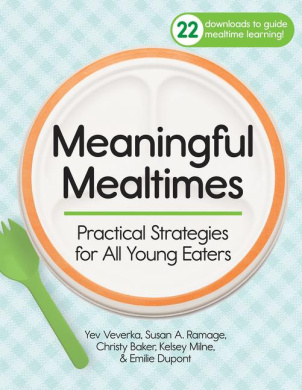 22
downloads to guide
mealtime learning!
Meaningful
Mealtimes
Practical Strategies
for All Young Eaters
Yev Veverka, Susan A. Ramage,
Christy Baker, Kelsey Milne,
& Emilie Dupont